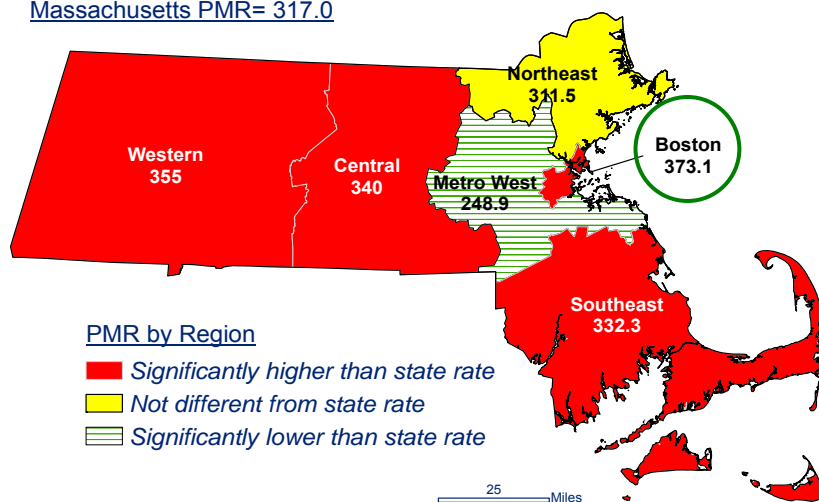 Massachusetts PMR= 317.0
Northeast
311.5
Boston
373.1
Western
355
Central
340
Metro West
248.9
Southeast
332.3
PMR by Region
Significantly higher than state rate
Not different from state rate
Significantly lower than state rate
25
Miles